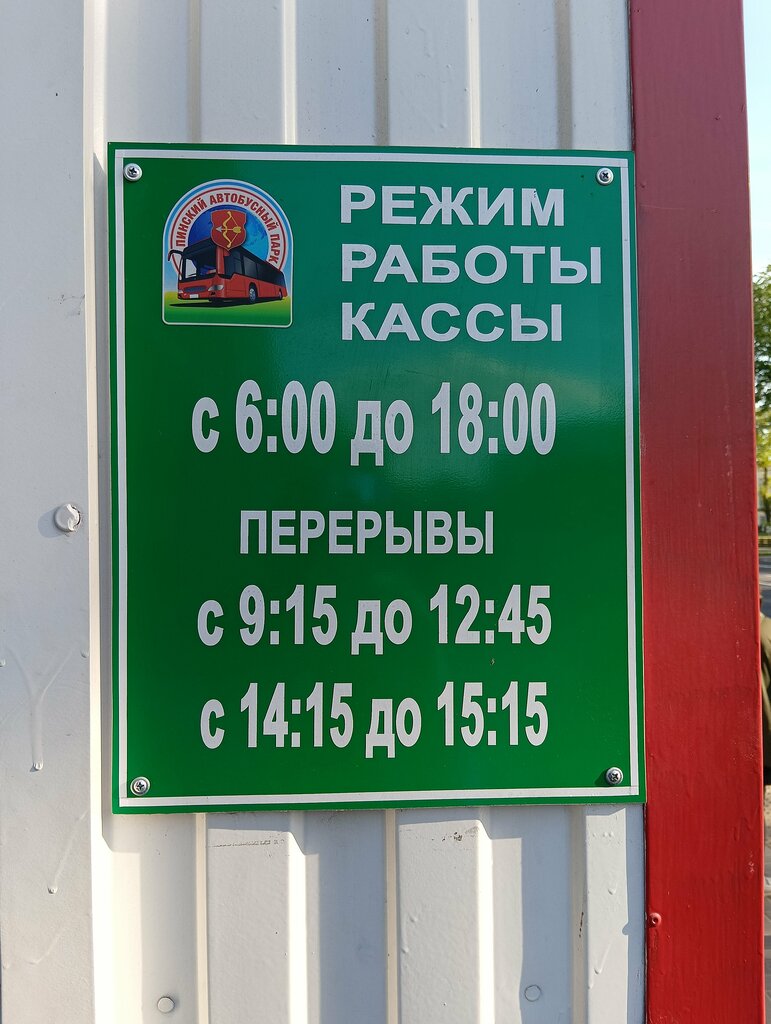 ПИНСКИЙ АВТОБУСНЫЙ ПАРК
РЕЖИМ
РАБОТЫ
КАССЫ
с 6:00 до 18:00
ПЕРЕРЫВЫ
с 9:15 до 12:45
с 14:15 до 15:15